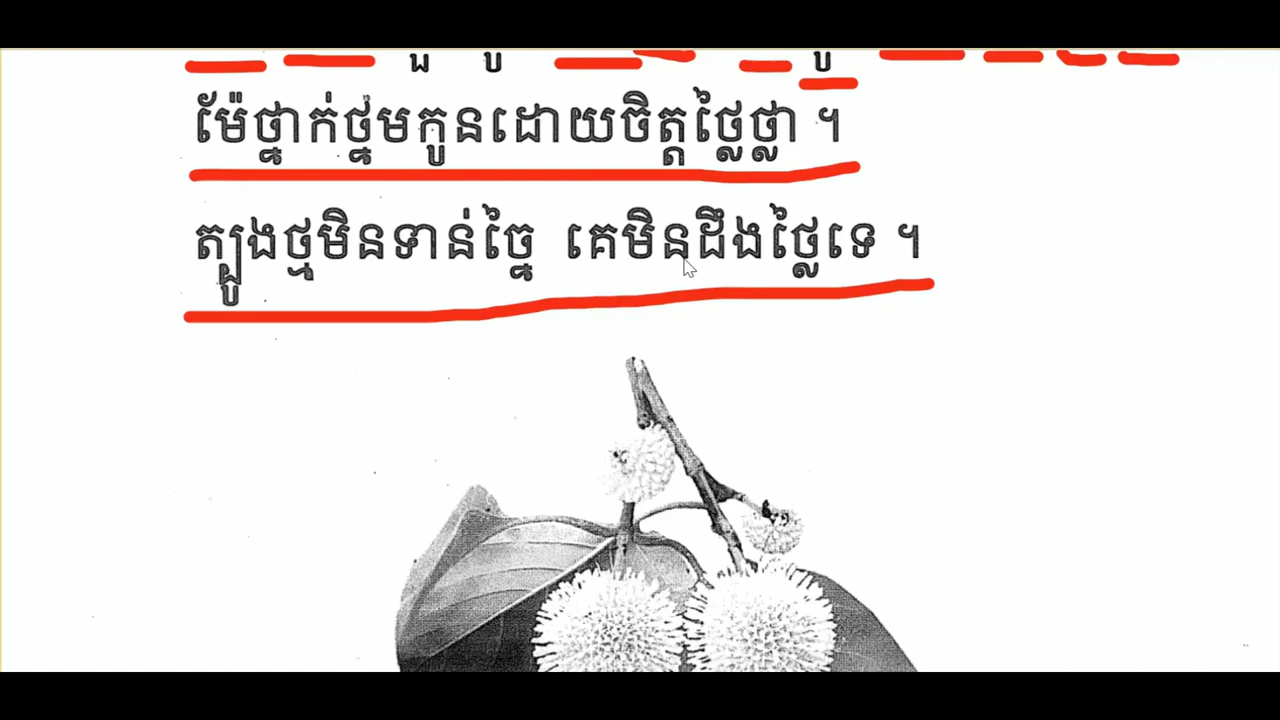 ម៉ែថ្នាក់ថ្នមកូនដោយចិត្តថ្លៃថ្លា ។
ត្បូងថ្មមិនទាន់ច្នៃ គេមិនដឹងថ្លៃទេ ។